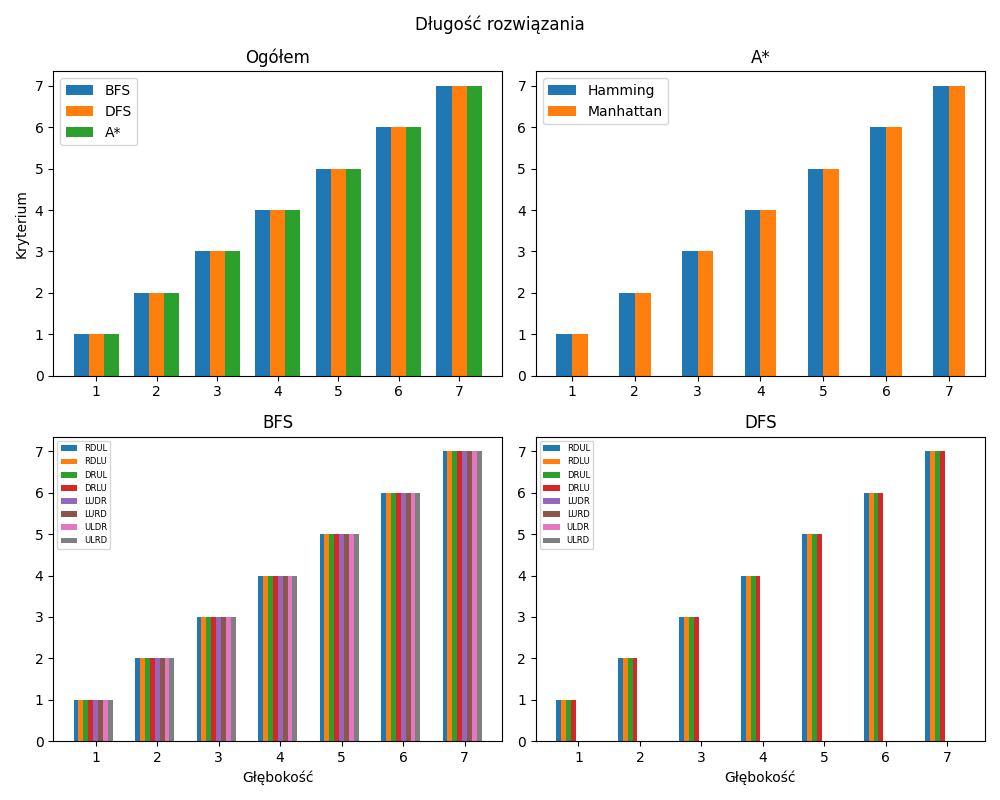 Długość rozwiązania
Ogółem
BFS
DFS
A*
Kryterium
7
6
5
4
3
2
1
0
1 2 3 4 5 6 7
A*
Hamming
Manhattan
7
6
5
4
3
2
1
0
1 2 3 4 5 6 7
BFS
RDUL
RDLU
DRUL
DRLU
LUDR
LURD
ULDR
ULRD
7
6
5
4
3
2
1
0
1 2 3 4 5 6 7
Głębokość
DFS
RDUL
RDLU
DRUL
DRLU
LUDR
LURD
ULDR
ULRD
7
6
5
4
3
2
1
0
1 2 3 4 5 6 7
Głębokość